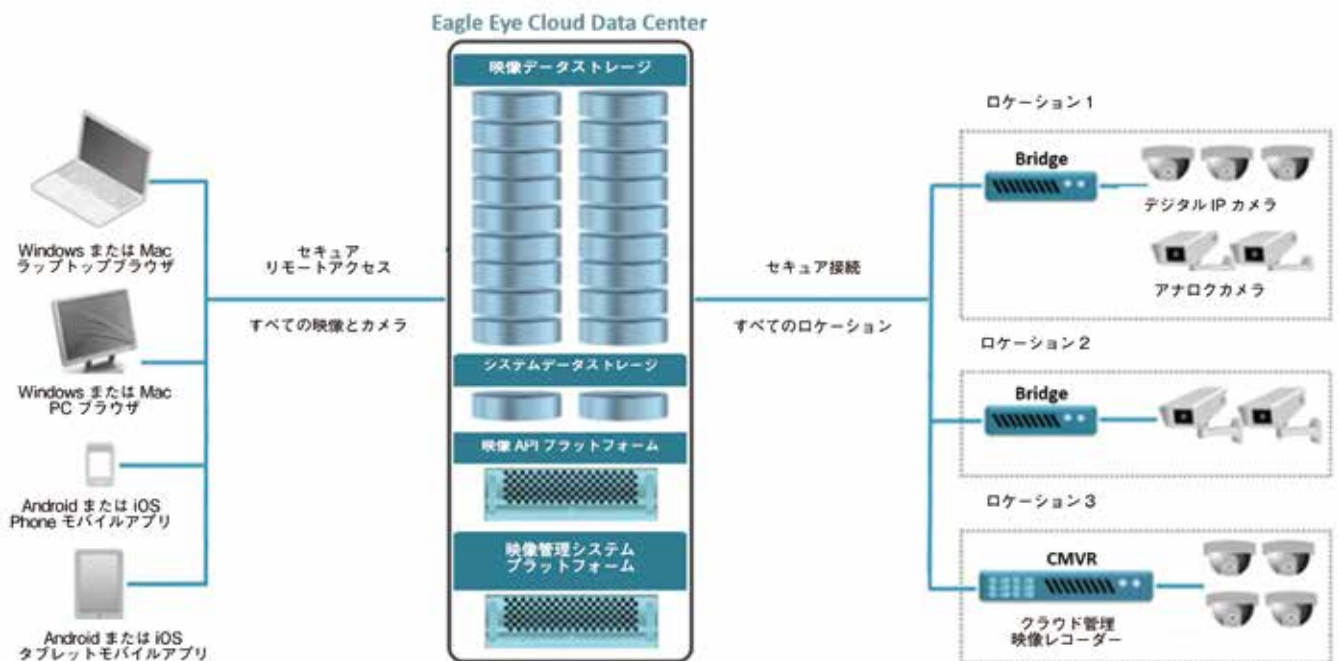 Eagle Eye Cloud Data Center
映像データストレージ
システムデータストレージ
映像 API プラットフォーム
映像管理システム
プラットフォーム
Windows または Mac
ラップトップブラウザ
Windows または Mac
PC ブラウザ
Android または iOS
Phone モバイルアプリ
Android または iOS
タブレットモバイルアプリ
セキュア
リモートアクセス
すべての映像とカメラ
セキュア接続
すべてのロケーション
ロケーション 1
Bridge
デジタル IP カメラ
アナロクカメラ
ロケーション 2
Bridge
ロケーション 3
CMVR
クラウド管理
映像レコーダー